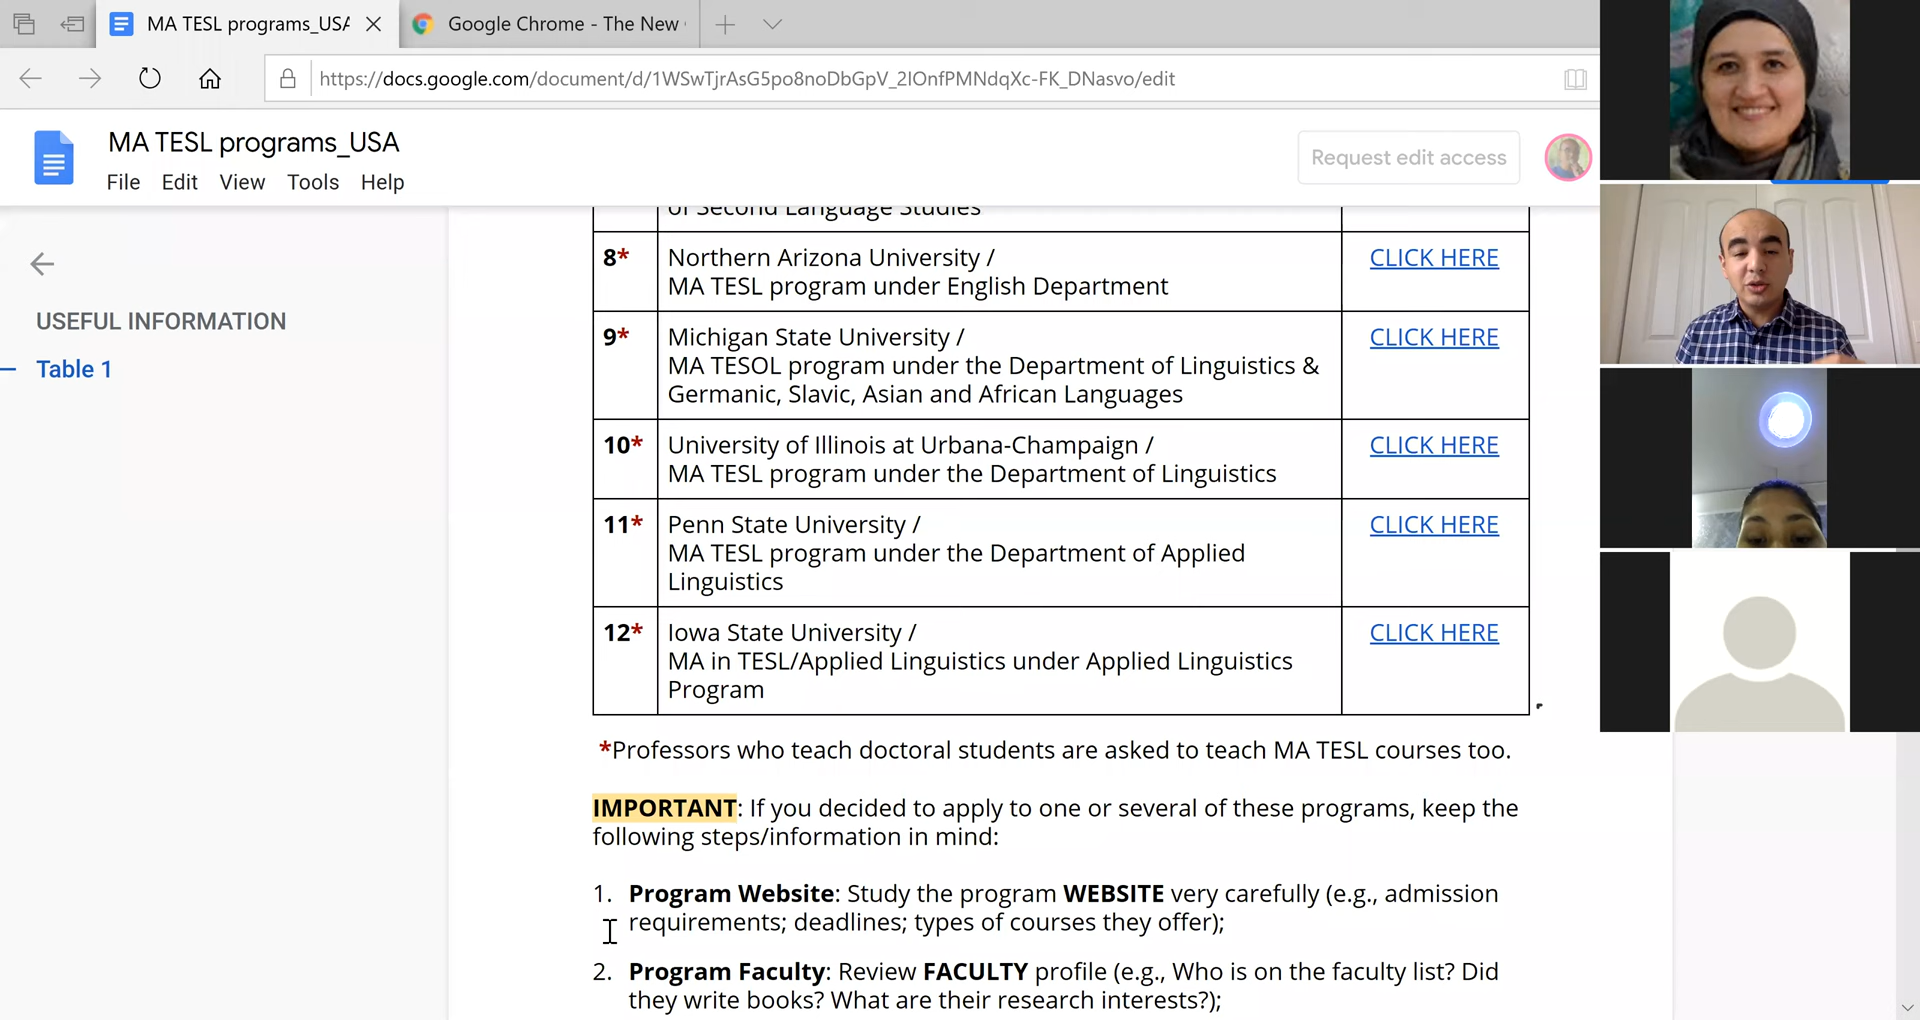 MA TESL programs_USA
Google Chrome - The New
https://docs.google.com/document/d/1WSwTjrAsG5po8noDbGpV_2IOnfPMNdqXc-FK_DNasvo/edit
MA TESL programs_USA
Request edit access
File Edit View Tools Help
USEFUL INFORMATION
Table 1
of Second Language Studies
8* Northern Arizona University / CLICK HERE
MA TESL program under English Department
9* Michigan State University / CLICK HERE
MA TESOL program under the Department of Linguistics &
Germanic, Slavic, Asian and African Languages
10* University of Illinois at Urbana-Champaign / CLICK HERE
MA TESL program under the Department of Linguistics
11* Penn State University / CLICK HERE
MA TESL program under the Department of Applied
Linguistics
12* Iowa State University / CLICK HERE
MA in TESL/Applied Linguistics under Applied Linguistics
Program
*Professors who teach doctoral students are asked to teach MA TESL courses too.
IMPORTANT: If you decided to apply to one or several of these programs, keep the
following steps/information in mind:
1. Program Website: Study the program WEBSITE very carefully (e.g., admission
requirements; deadlines; types of courses they offer);
2. Program Faculty: Review FACULTY profile (e.g., Who is on the faculty list? Did
they write books? What are their research interests?);